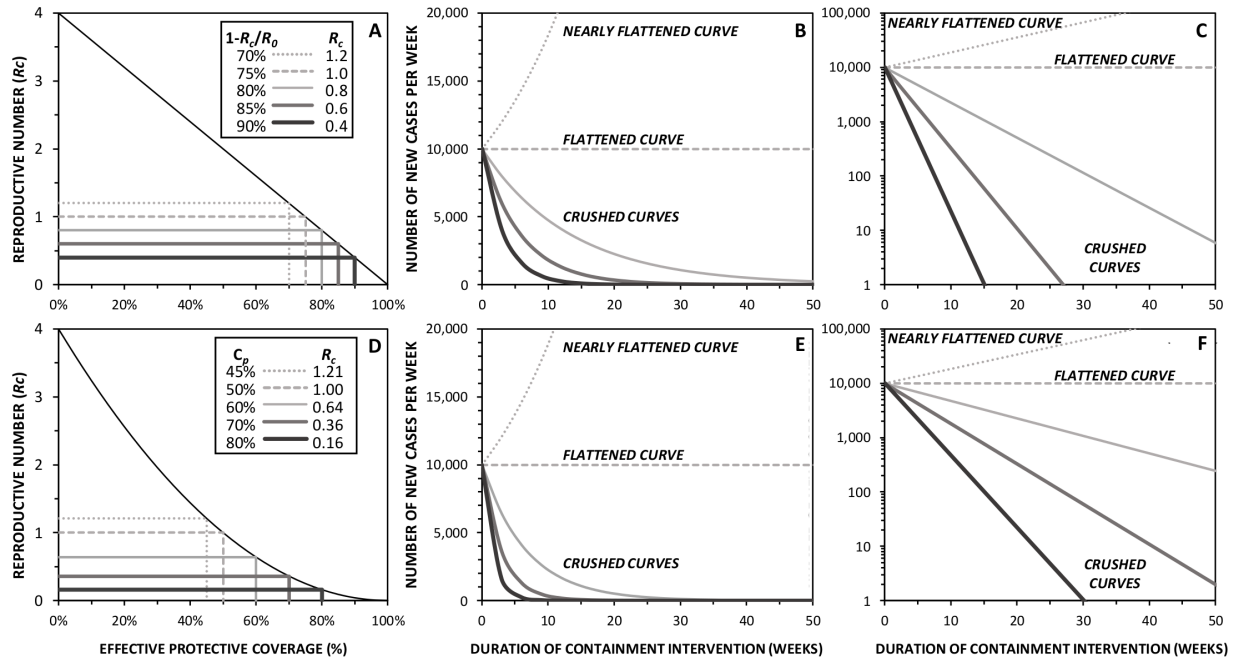 4
3
2
1
0
REPRODUCTIVE NUMBER (Rc)
A
1-Rc/R0 Rc
70% 1.2
75% 1.0
80% 0.8
85% 0.6
90% 0.4
0% 20% 40% 60% 80% 100%
20,000
15,000
10,000
5,000
0
NUMBER OF NEW CASES PER WEEK
B
NEARLY FLATTENED CURVE
FLATTENED CURVE
CRUSHED CURVES
0 10 20 30 40 50
100,000
10,000
1,000
100
10
1
C
NEARLY FLATTENED CURVE
FLATTENED CURVE
CRUSHED
CURVES
0 10 20 30 40 50
4
3
2
1
0
REPRODUCTIVE NUMBER (Rc)
D
Cp Rc
45% 1.21
50% 1.00
60% 0.64
70% 0.36
80% 0.16
0% 20% 40% 60% 80% 100%
EFFECTIVE PROTECTIVE COVERAGE (%)
20,000
15,000
10,000
5,000
0
NUMBER OF NEW CASES PER WEEK
E
NEARLY FLATTENED CURVE
FLATTENED CURVE
CRUSHED CURVES
0 10 20 30 40 50
DURATION OF CONTAINMENT INTERVENTION (WEEKS)
100,000
10,000
1,000
100
10
1
F
NEARLY FLATTENED CURVE
FLATTENED CURVE
CRUSHED
CURVES
0 10 20 30 40 50
DURATION OF CONTAINMENT INTERVENTION (WEEKS)